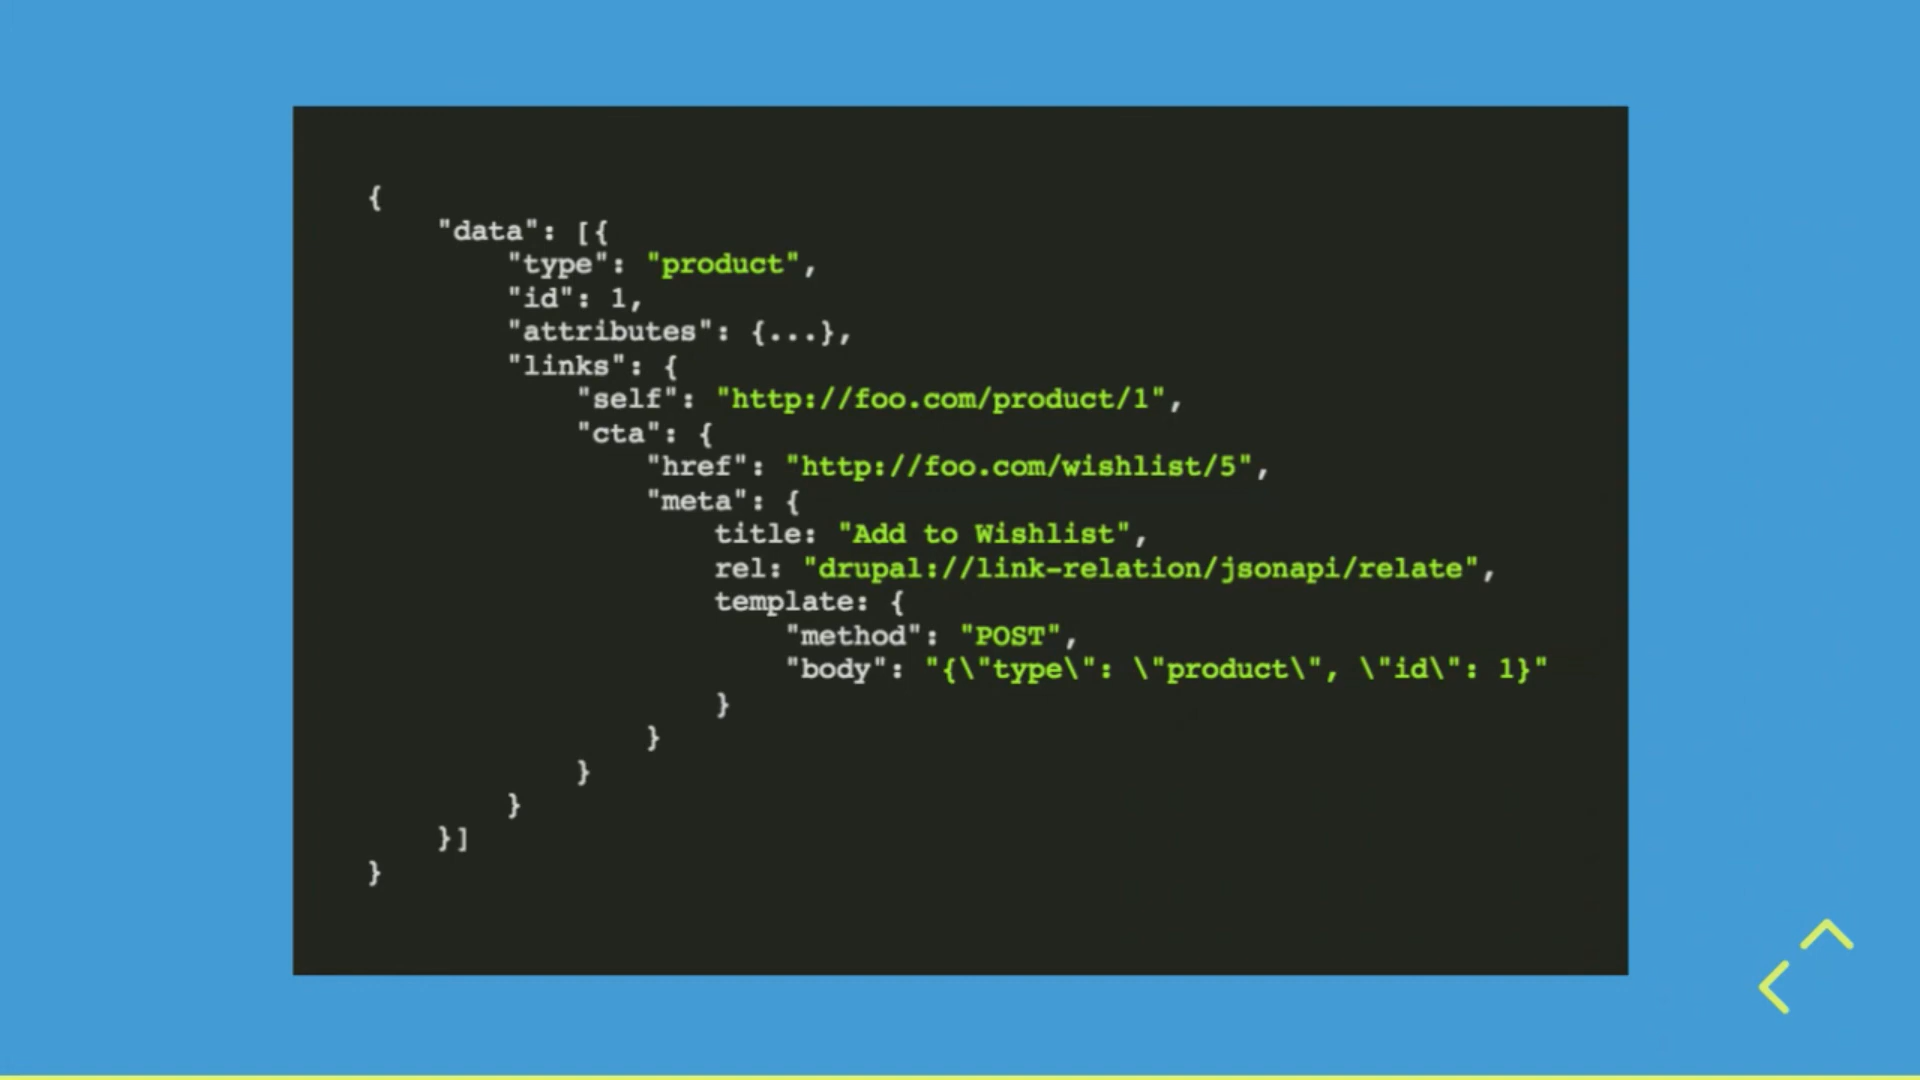 {
"data": [{
"type": "product",
"id": 1,
"attributes": {...},
"links": {
"self": "http://foo.com/product/1",
"cta": {
"href": "http://foo.com/wishlist/5",
"meta": {
title: "Add to Wishlist",
rel: "drupal://link-relation/jsonapi/relate",
template: {
"method": "POST",
"body": "{\"type\": \"product\", \"id\": 1}"
}
}
}
}
}]
}